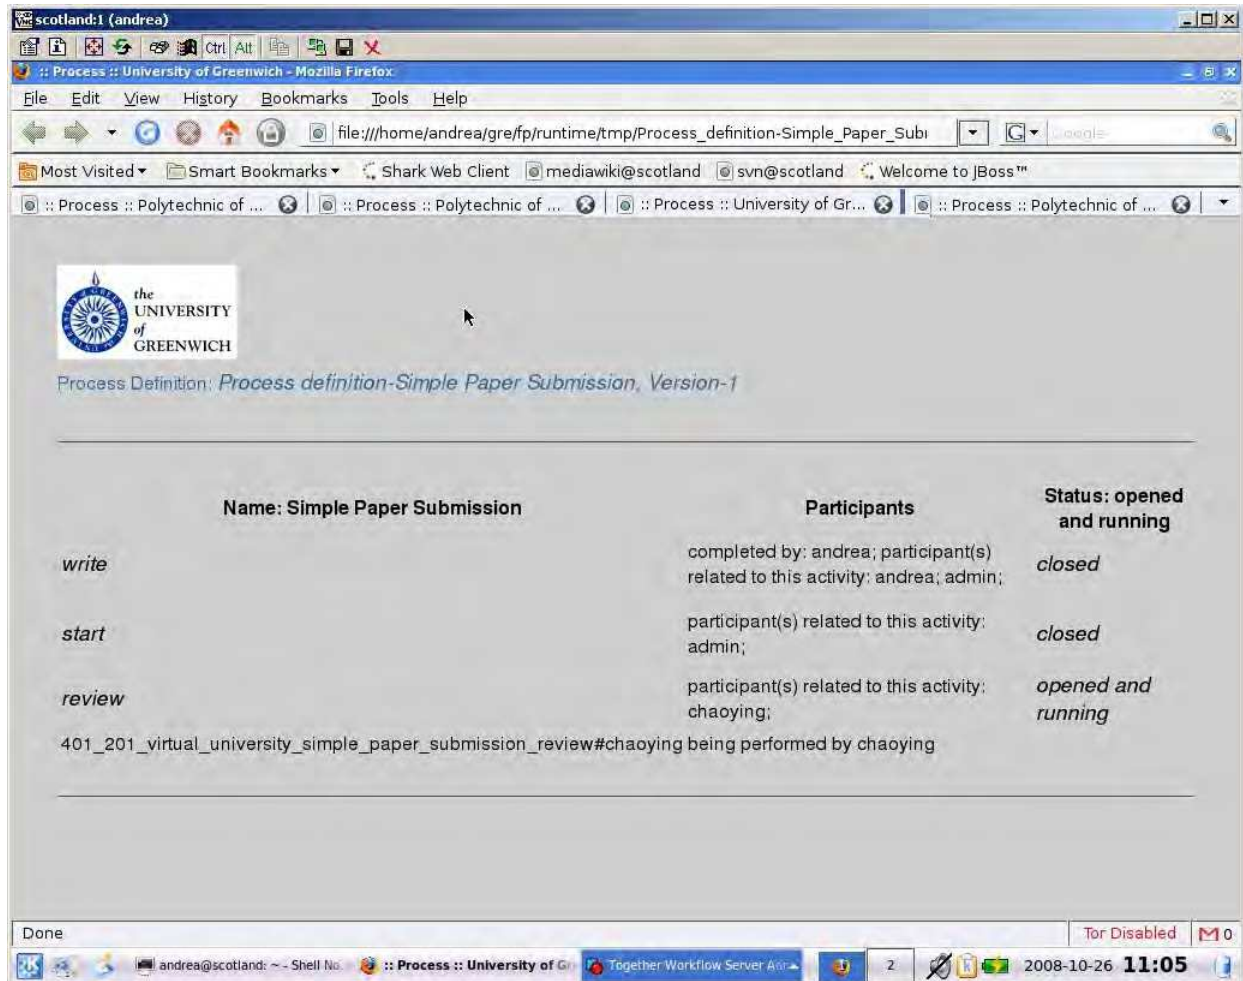 scotland:1 (andrea)
Ctrl Alt
:: Process :: University of Greenwich - Mozilla Firefox
File Edit View History Bookmarks Tools Help
file:///home/andrea/gre/fp/runtime/tmp/Process_definition-Simple_Paper_Subi
G Google
Most Visited Smart Bookmarks Shark Web Client mediawiki@scotland svn@scotland Welcome to JBoss™
:: Process :: Polytechnic of ... :: Process :: Polytechnic of ... :: Process :: University of Gr... :: Process :: Polytechnic of ...
the
UNIVERSITY
of
GREENWICH
Process Definition: Process definition-Simple Paper Submission, Version-1
Name: Simple Paper Submission Participants Status: opened
and running
write completed by: andrea; participant(s)
related to this activity: andrea; admin; closed
start participant(s) related to this activity:
admin; closed
review participant(s) related to this activity:
chaoying; opened and
running
401_201_virtual_university_simple_paper_submission_review#chaoying being performed by chaoying
Done Tor Disabled 0
andrea@scotland: ~ - Shell No. :: Process :: University of G Together Workflow Server 2 2008-10-26 11:05